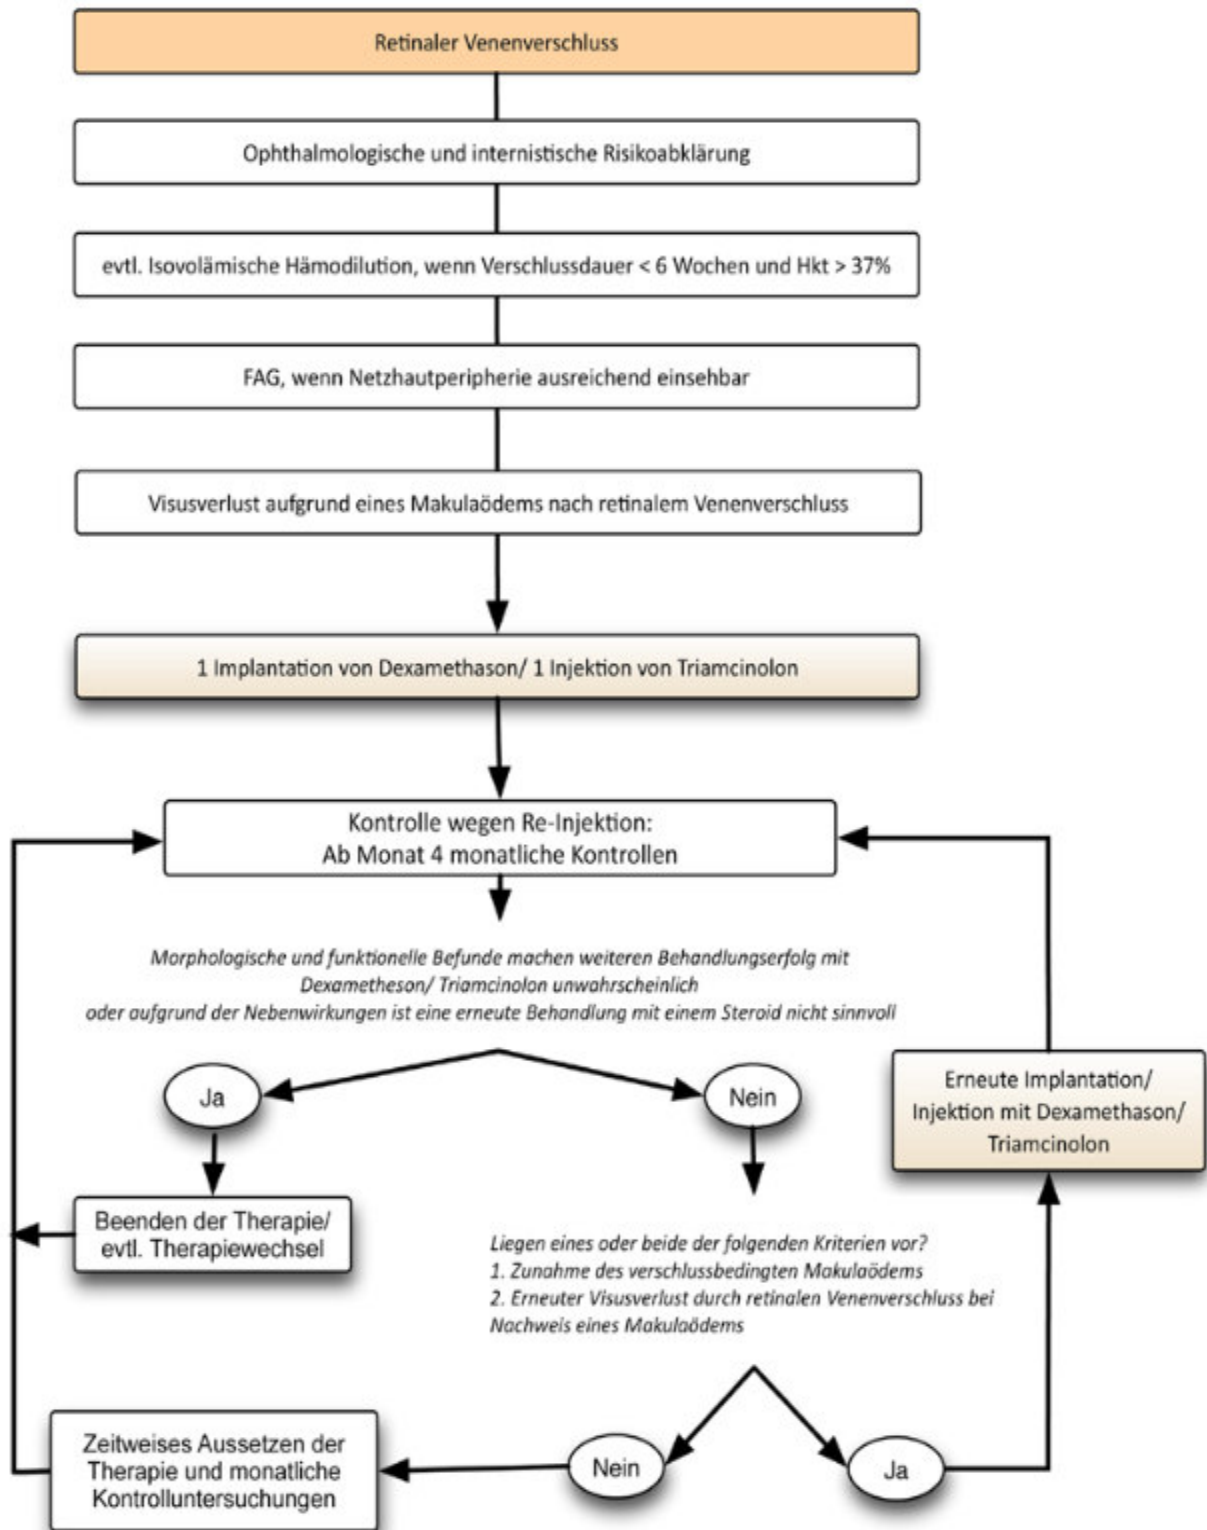 Retinaler Venenverschluss
Ophthalmologische und internistische Risikoabklärung
evtl. Isovolämische Hämodilution, wenn Verschlussdauer < 6 Wochen und Hkt > 37%
FAG, wenn Netzhautperipherie ausreichend einsehbar
Visusverlust aufgrund eines Makulaödems nach retinalem Venenverschluss
1 Implantation von Dexamethason/ 1 Injektion von Triamcinolon
Kontrolle wegen Re-Injektion:
Ab Monat 4 monatliche Kontrollen
Morphologische und funktionelle Befunde machen weiteren Behandlungserfolg mit
Dexametheson/ Triamcinolon unwahrscheinlich
oder aufgrund der Nebenwirkungen ist eine erneute Behandlung mit einem Steroid nicht sinnvoll
Ja
Nein
Erneute Implantation/
Injektion mit Dexamethason/
Triamcinolon
Beenden der Therapie/
evtl. Therapiewechsel
Liegen eines oder beide der folgenden Kriterien vor?
1. Zunahme des verschlussbedingten Makulaödems
2. Erneuter Visusverlust durch retinalen Venenverschluss bei
Nachweis eines Makulaödems
Zeitweises Aussetzen der
Therapie und monatliche
Kontrolluntersuchungen
Nein
Ja